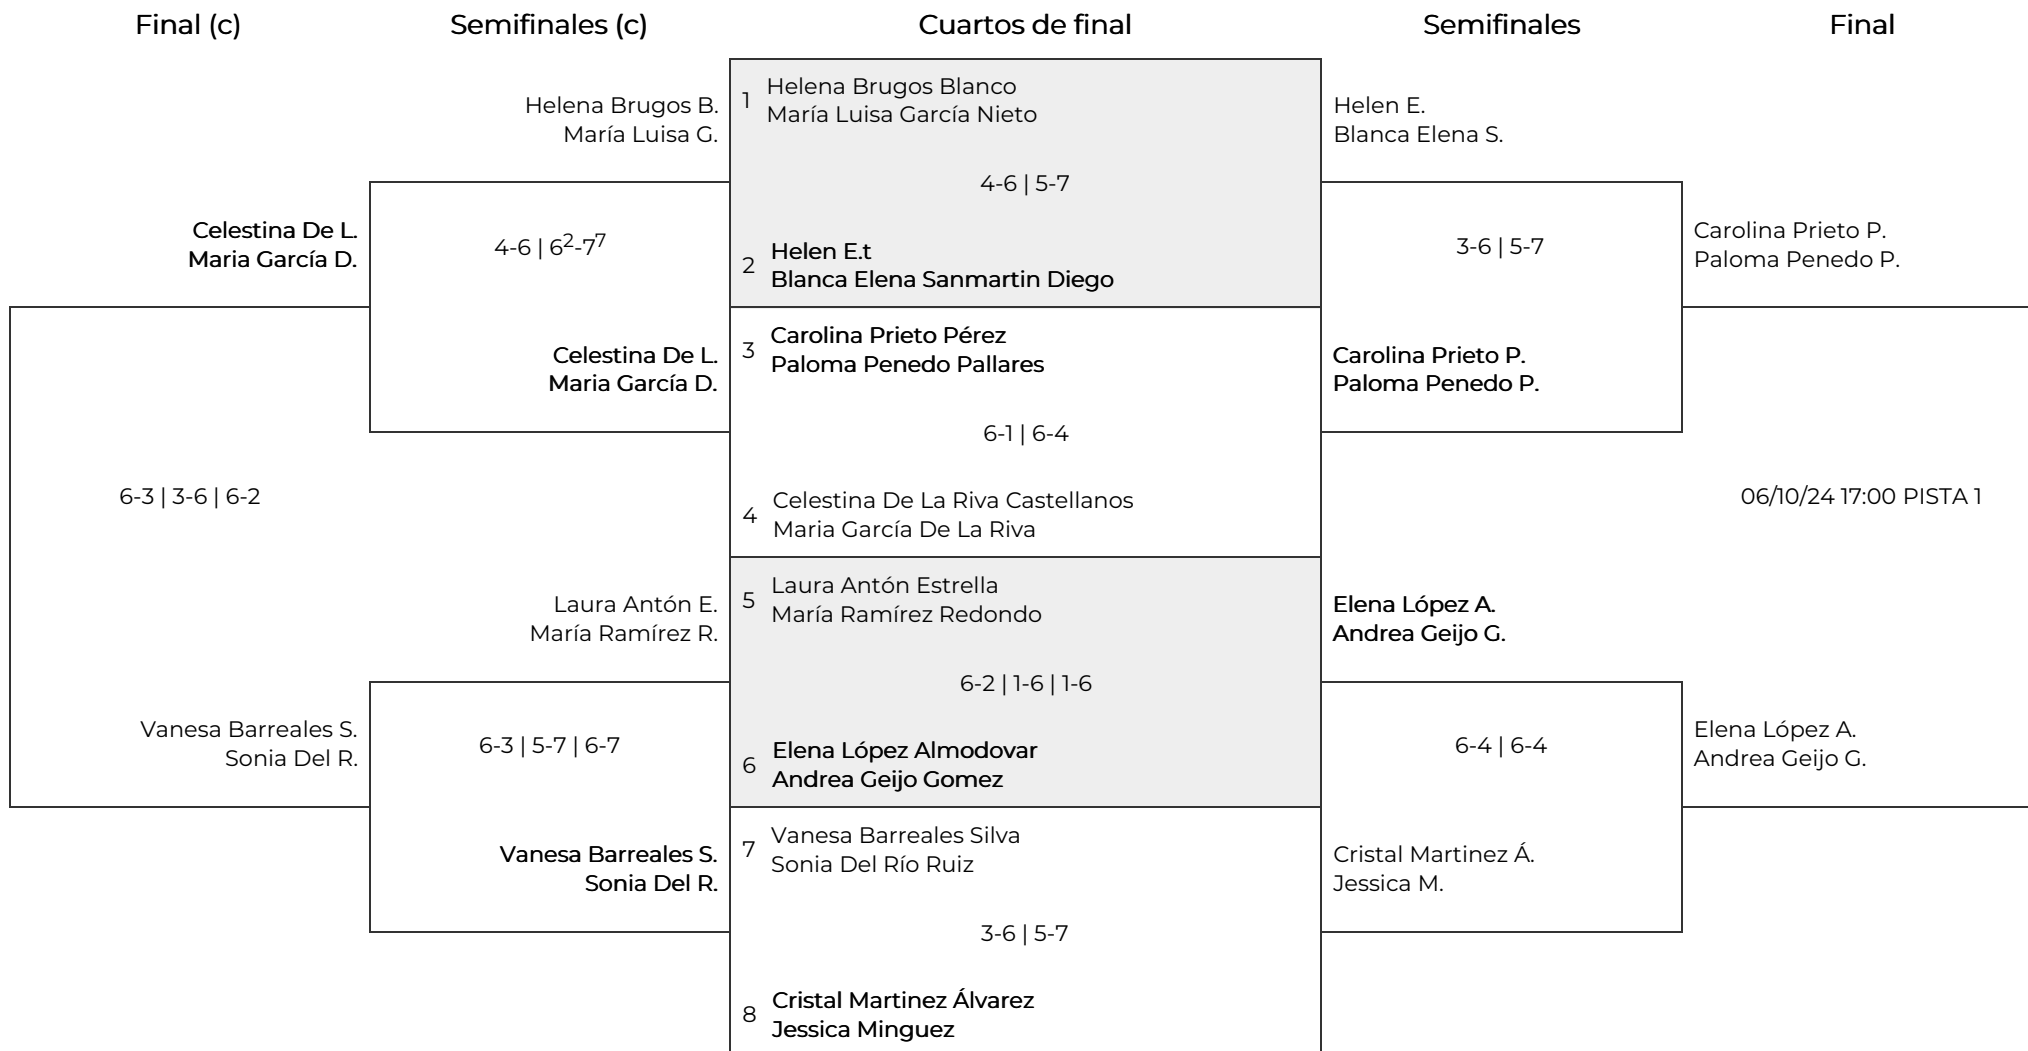 Final (c)
Semifinales (c)
Cuartos de final
Semifinales
Final
Helena Brugos B.
María Luisa G.
4-6 | 6²-7⁷
Celestina De L.
Maria García D.
Celestina De L.
Maria García D.
6-3 | 3-6 | 6-2
Vanesa Barreales S.
Sonia Del R.
Laura Antón E.
María Ramírez R.
6-3 | 5-7 | 6-7
Vanesa Barreales S.
Sonia Del R.
1 Helena Brugos Blanco
María Luisa García Nieto
4-6 | 5-7
2 Helen E.t
Blanca Elena Sanmartin Diego
3 Carolina Prieto Pérez
Paloma Penedo Pallares
6-1 | 6-4
4 Celestina De La Riva Castellanos
Maria García De La Riva
5 Laura Antón Estrella
María Ramírez Redondo
6-2 | 1-6 | 1-6
6 Elena López Almodovar
Andrea Geijo Gomez
7 Vanesa Barreales Silva
Sonia Del Río Ruiz
3-6 | 5-7
8 Cristal Martinez Álvarez
Jessica Minguez
Helen E.
Blanca Elena S.
3-6 | 5-7
Carolina Prieto P.
Paloma Penedo P.
Elena López A.
Andrea Geijo G.
6-4 | 6-4
Cristal Martinez Á.
Jessica M.
Carolina Prieto P.
Paloma Penedo P.
06/10/24 17:00 PISTA 1
Elena López A.
Andrea Geijo G.